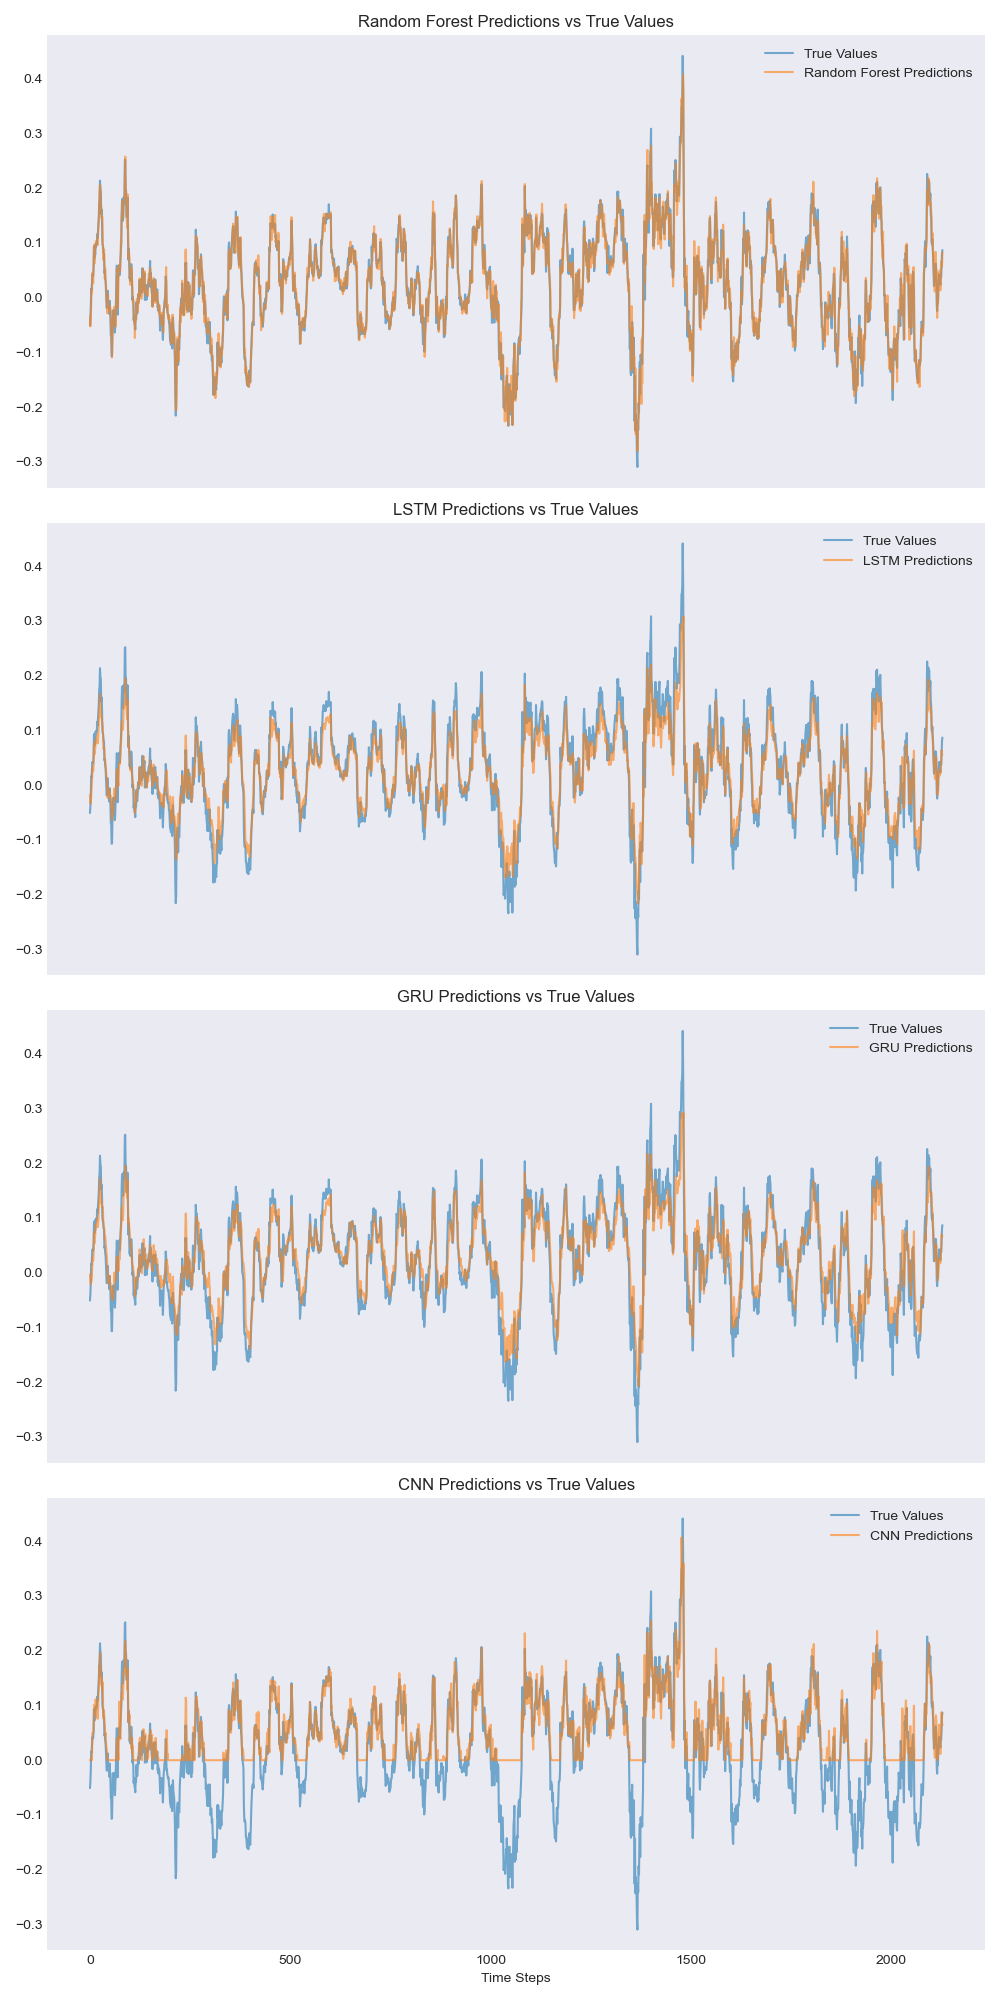 Random Forest Predictions vs True Values
True Values
Random Forest Predictions
0.4
0.3
0.2
0.1
0.0
−0.1
−0.2
−0.3
LSTM Predictions vs True Values
True Values
LSTM Predictions
0.4
0.3
0.2
0.1
0.0
−0.1
−0.2
−0.3
GRU Predictions vs True Values
True Values
GRU Predictions
0.4
0.3
0.2
0.1
0.0
−0.1
−0.2
−0.3
CNN Predictions vs True Values
True Values
CNN Predictions
0.4
0.3
0.2
0.1
0.0
−0.1
−0.2
−0.3
0 500 1000 1500 2000
Time Steps